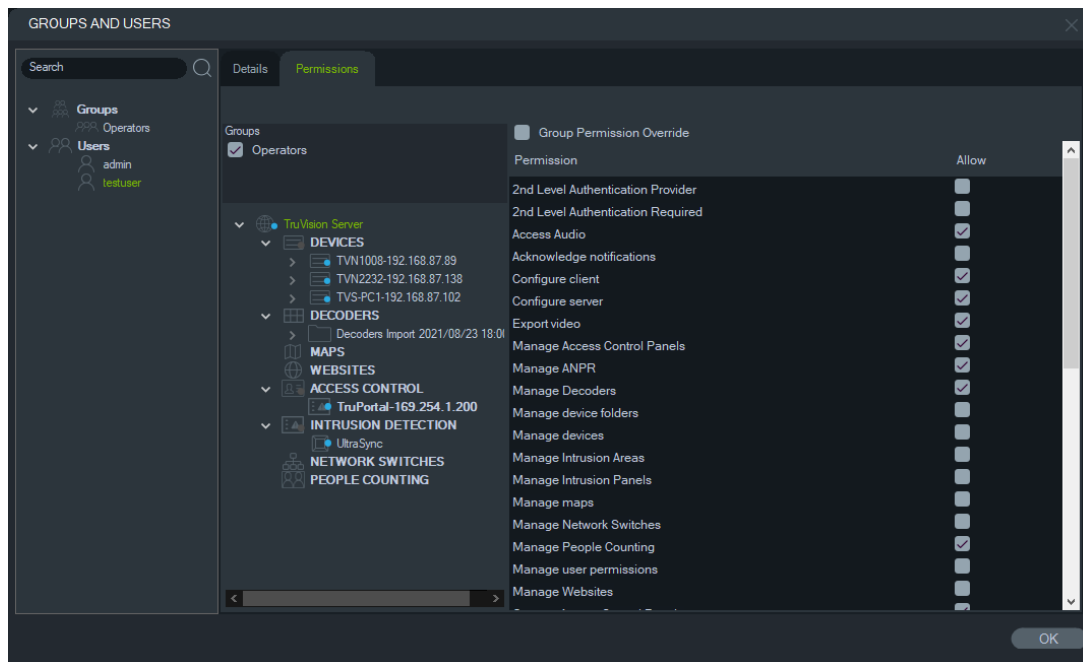 GROUPS AND USERS
Search
Groups
Operators
Users
admin
testuser
Details
Permissions
Groups
Operators
TruVision Server
DEVICES
TVN1008-192.168.87.89
TVN2232-192.168.87.138
TVS-PC1-192.168.87.102
DECODERS
Decoders Import 2021/08/23 18:0
MAPS
WEBSITES
ACCESS CONTROL
TruPortal-169.254.1.200
INTRUSION DETECTION
UltraSync
NETWORK SWITCHES
PEOPLE COUNTING
Group Permission Override
Permission Allow
2nd Level Authentication Provider
2nd Level Authentication Required
Access Audio
Acknowledge notifications
Configure client
Configure server
Export video
Manage Access Control Panels
Manage ANPR
Manage Decoders
Manage device folders
Manage devices
Manage Intrusion Areas
Manage Intrusion Panels
Manage maps
Manage Network Switches
Manage People Counting
Manage user permissions
Manage Websites
OK